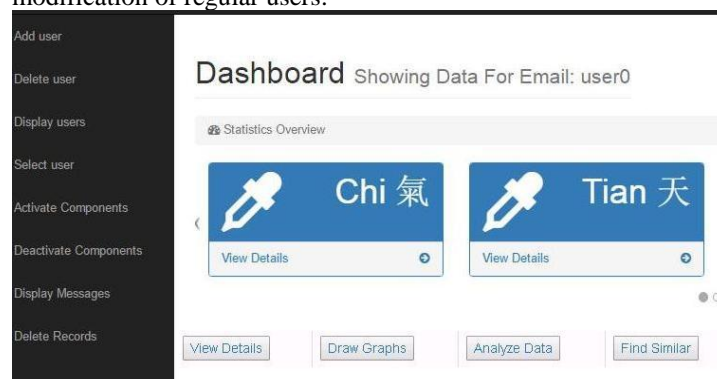 modification of regular users.
Add user
Delete user
Display users
Select user
Activate Components
Deactivate Components
Display Messages
Delete Records
Dashboard Showing Data For Email: user0
Statistics Overview
Chi 氣
View Details
Tian 天
View Details
View Details
Draw Graphs
Analyze Data
Find Similar